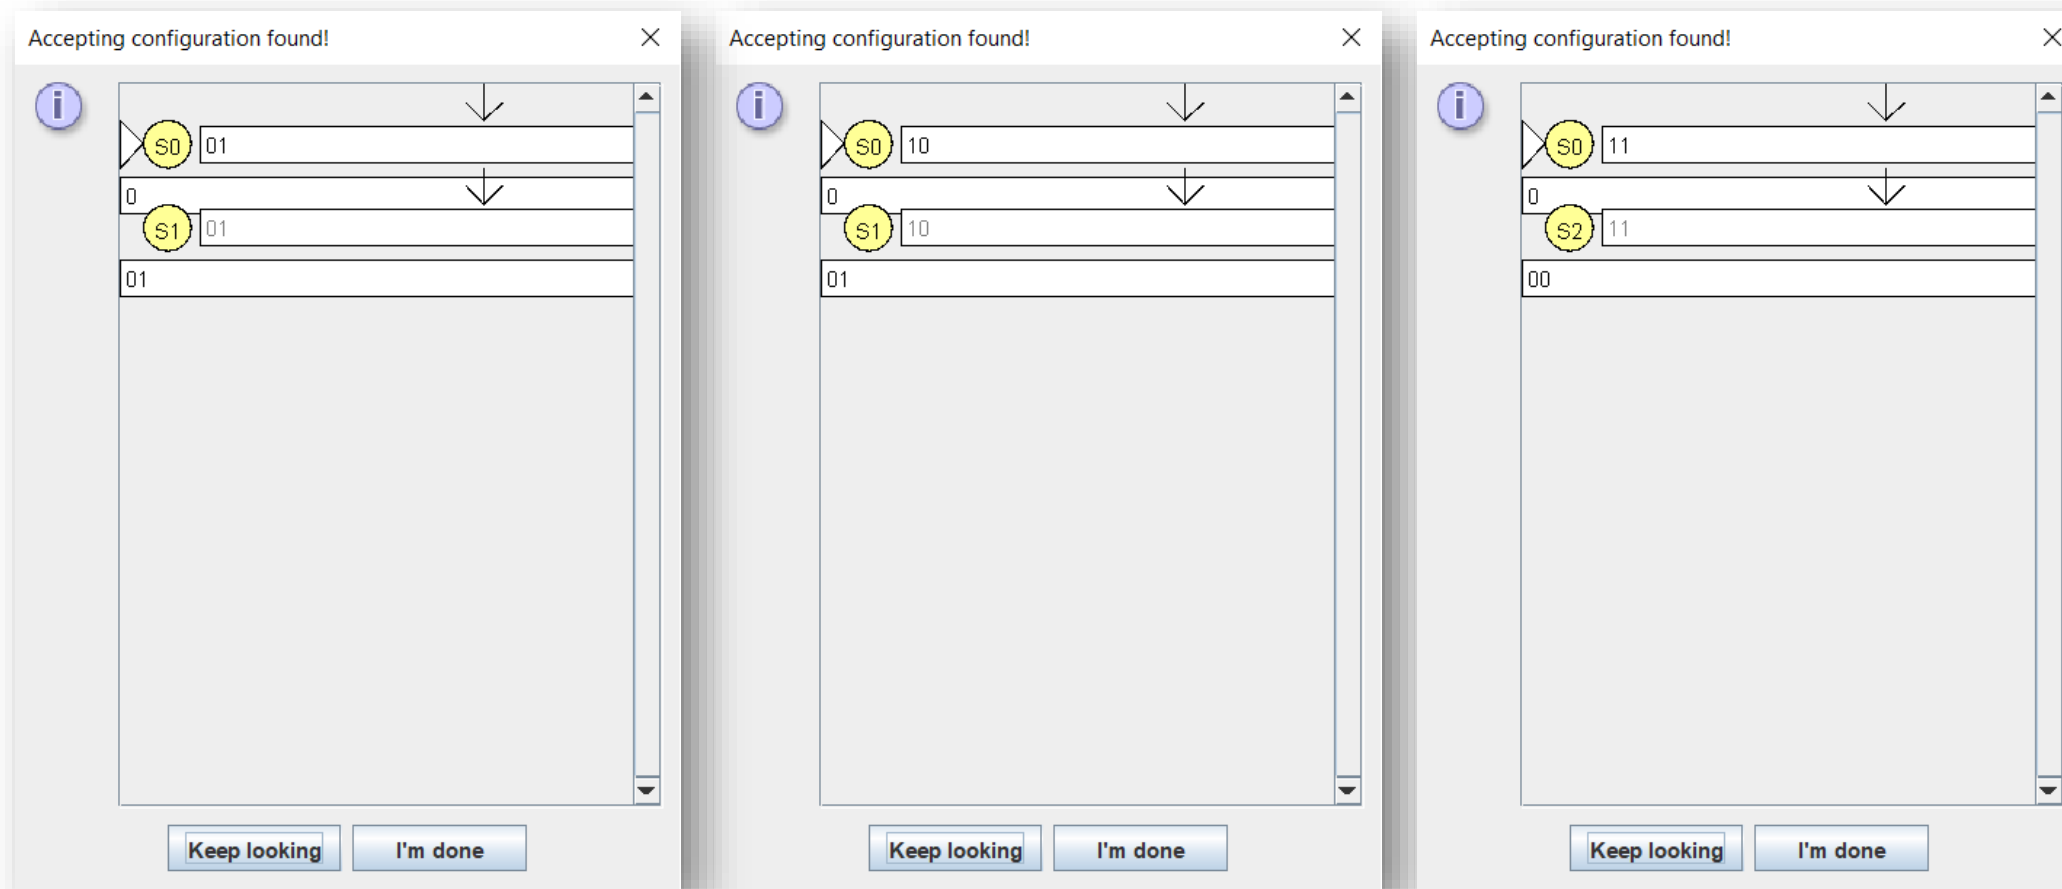 Accepting configuration found!
i
S0 01
0
S1 01
01
Keep looking I'm done
Accepting configuration found!
i
S0 10
0
S1 10
01
Keep looking I'm done
Accepting configuration found!
i
S0 11
0
S2 11
00
Keep looking I'm done